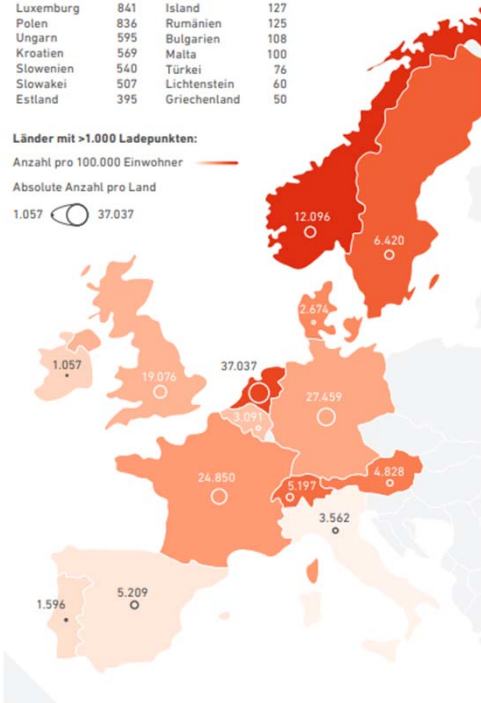 Luxemburg 841 Island 127
Polen 836 Rumänien 125
Ungarn 595 Bulgarien 108
Kroatien 569 Malta 100
Slowenien 540 Türkei 76
Slowakei 507 Lichtenstein 60
Estland 395 Griechenland 50
Länder mit >1.000 Ladepunkten:
Anzahl pro 100.000 Einwohner
Absolute Anzahl pro Land
1.057 37.037
12.096
6.420
2.674
1.057
19.076
37.037
27.459
3.091
24.850
5.197
4.828
3.562
5.209
1.596